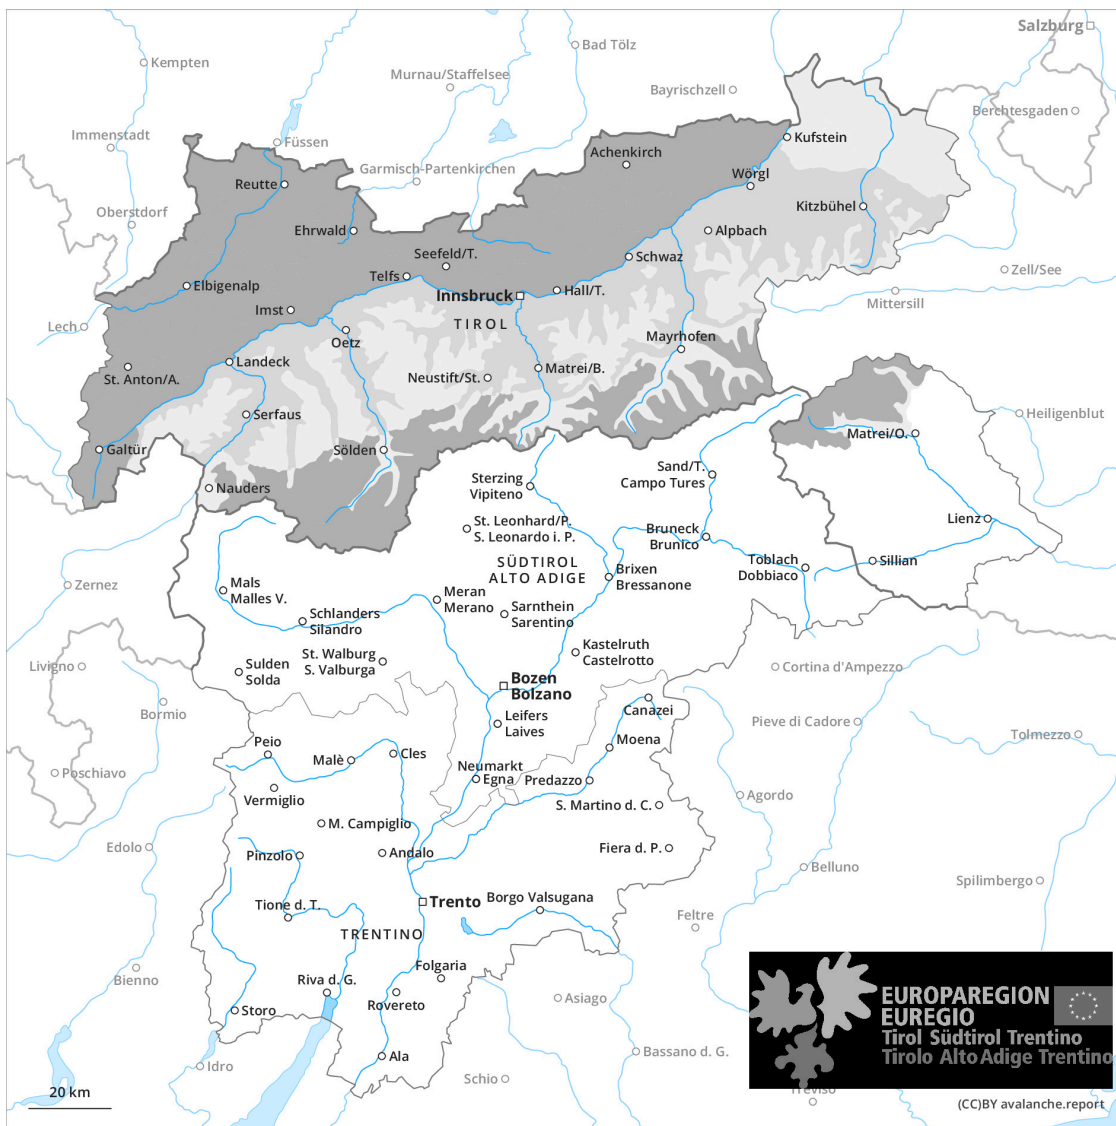 Salzburg
Kempten
Bad Tölz
Murnau/Staffelsee
Bayrischzell
Berchtesgaden
Immenstadt
Füssen
Kufstein
Achenkirch
Garmisch-Partenkirchen
Wörgl
Reutte
Oberstdorf
Kitzbühel
Ehrwald
Alpbach
Seefeld/T.
Schwaz
Telfs
Zell/See
Elbigenalp
Innsbruck
Hall/T.
Mittersill
Imst
TIROL
Lech
Oetz
Mayrhofen
Landeck
St. Anton/A.
Neustift/St.
Matrei/B.
Serfaus
Heiligenblut
Matrei/O.
Galtür
Sölden
Sterzing
Vipiteno
Sand/T.
Campo Tures
Nauders
St. Leonhard/P.
S. Leonardo i. P.
Lienz
Bruneck
Brunico
SÜDTIROL
ALTO ADIGE
Toblach
Dobbiaco
Sillian
Brixen
Bressanone
Zernez
Mals
Malles V.
Meran
Merano
Sarnthein
Sarentino
Schlanders
Silandro
Kastelruth
Castelrotto
St. Walburg
S. Valburga
Livigno
Sulden
Solda
Cortina d'Ampezzo
Bozen
Bolzano
Bormio
Canazei
Leifers
Laives
Pieve di Cadore
Tolmezzo
Peio
Moena
Malè
Cles
Poschiavo
Neumarkt
Egna
Predazzo
Vermiglio
Agordo
S. Martino d. C.
M. Campiglio
Edolo
Pinzolo
Andalo
Fiera d. P.
Belluno
Spilimbergo
Tione d. T.
Trento
Borgo Valsugana
Feltre
TRENTINO
Folgaria
Bienno
Riva d. G.
Rovereto
Asiago
Storo
EUROPAREGION
EUREGIO
Tirol Südtirol Trentino
Tirolo Alto Adige Trentino
Idro
Ala
Bassano d. G.
Schio
Treviso
20 km
(CC)BY avalanche.report